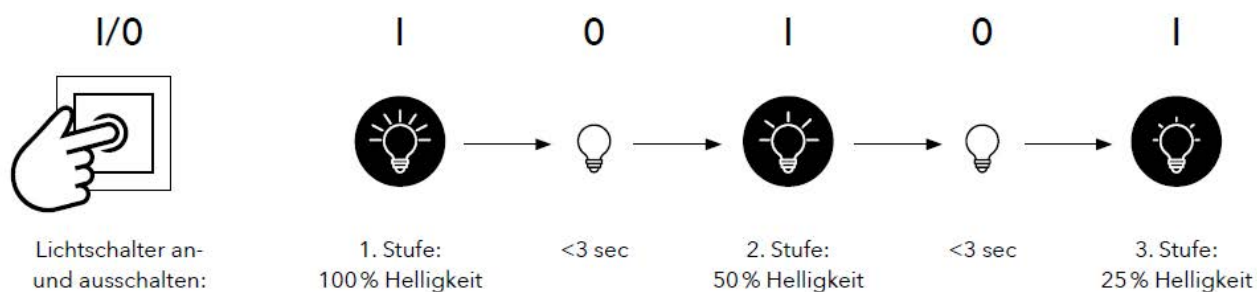 I/0 I 0 I 0 I
Lichtschalter an-
und ausschalten:
1. Stufe:
100 % Helligkeit
<3 sec
2. Stufe:
50 % Helligkeit
<3 sec
3. Stufe:
25 % Helligkeit